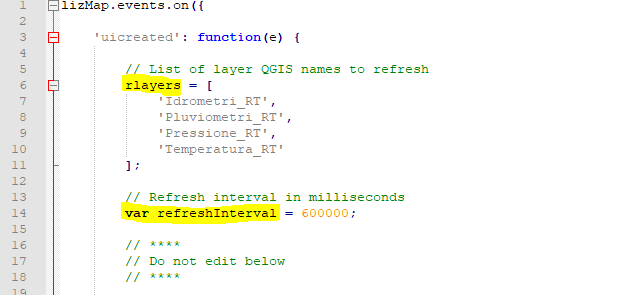 1 lizMap.events.on({
2
3 'uicreated': function(e) {
4
5 // List of layer QGIS names to refresh
6 rlayers = [
7 'Idrometri_RT',
8 'Pluviometri_RT',
9 'Pressione_RT',
10 'Temperatura_RT'
11 ];
12
13 // Refresh interval in milliseconds
14 var refreshInterval = 600000;
15
16 // ****
17 // Do not edit below
18 // ****
19